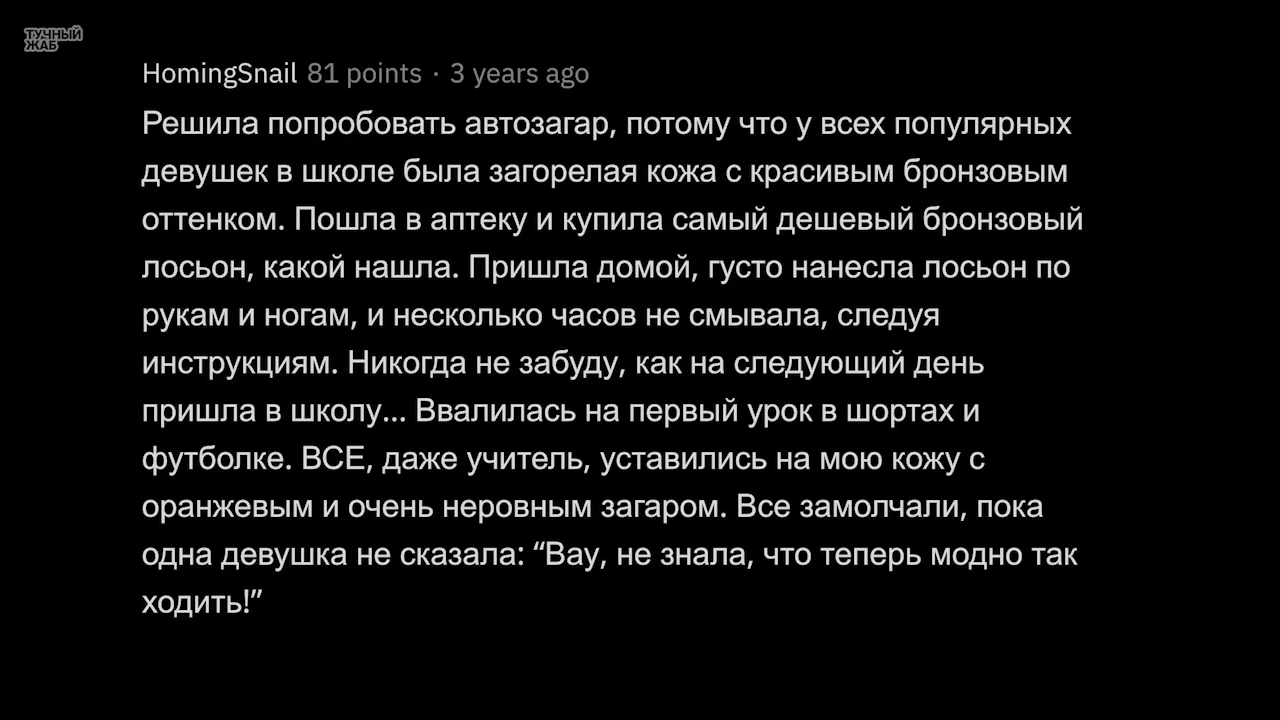 ТУЧНЫЙ
ЖАБ
HomingSnail 81 points · 3 years ago
Решила попробовать автозагар, потому что у всех популярных
девушек в школе была загорелая кожа с красивым бронзовым
оттенком. Пошла в аптеку и купила самый дешевый бронзовый
лосьон, какой нашла. Пришла домой, густо нанесла лосьон по
рукам и ногам, и несколько часов не смывала, следуя
инструкциям. Никогда не забуду, как на следующий день
пришла в школу... Ввалилась на первый урок в шортах и
футболке. ВСЕ, даже учитель, уставились на мою кожу с
оранжевым и очень неровным загаром. Все замолчали, пока
одна девушка не сказала: “Вау, не знала, что теперь модно так
ходить!”